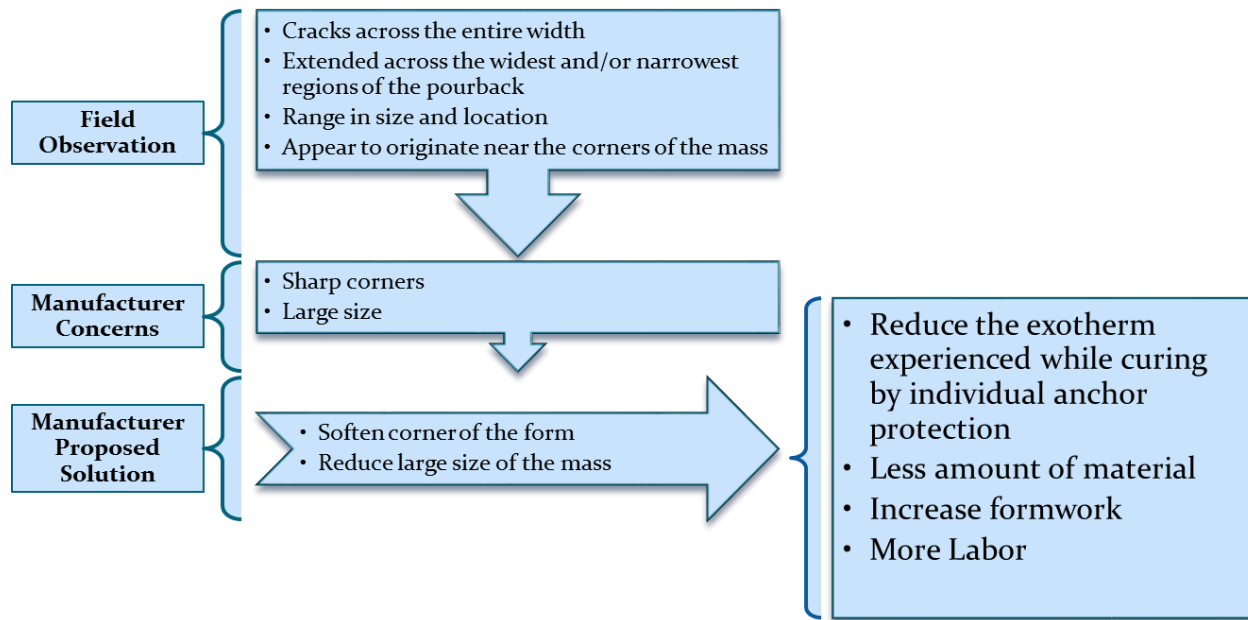 Field
Observation
• Cracks across the entire width
• Extended across the widest and/or narrowest
regions of the pourback
• Range in size and location
• Appear to originate near the corners of the mass
Manufacturer
Concerns
• Sharp corners
• Large size
Manufacturer
Proposed
Solution
• Soften corner of the form
• Reduce large size of the mass
• Reduce the exotherm
experienced while curing
by individual anchor
protection
• Less amount of material
• Increase formwork
• More Labor